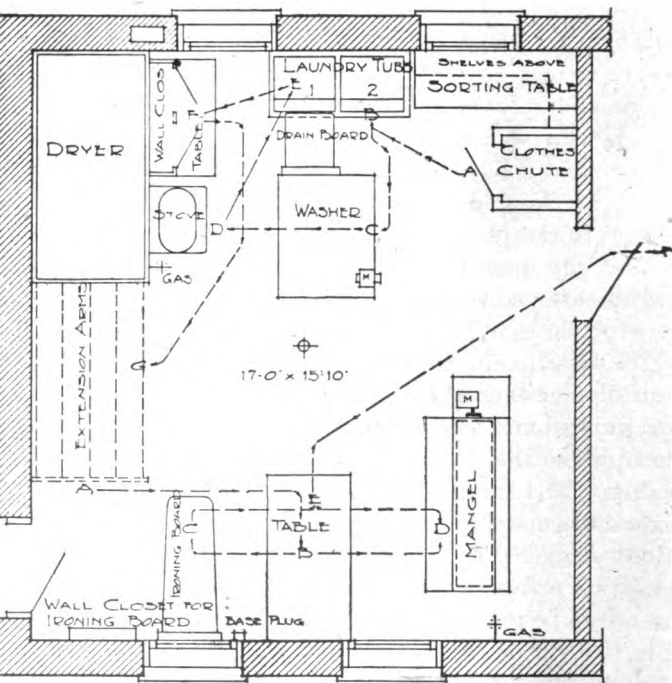 LAUNDRY TUBS
1
2
SHELVES ABOVE
SORTING TABLE
WALL CLOS
TABLE
F
E
B
DRAIN BOARD
DRYER
CLOTHES
CHUTE
A
STOVE
D
WASHER
C
M
GAS
EXTENSION ARMS
G
17-0" x 15'-10"
M
MANGEL
A
IRONING BOARD
C
TABLE
E
B
D
WALL CLOSET FOR
IRONING BOARD
BASE PLUG
GAS